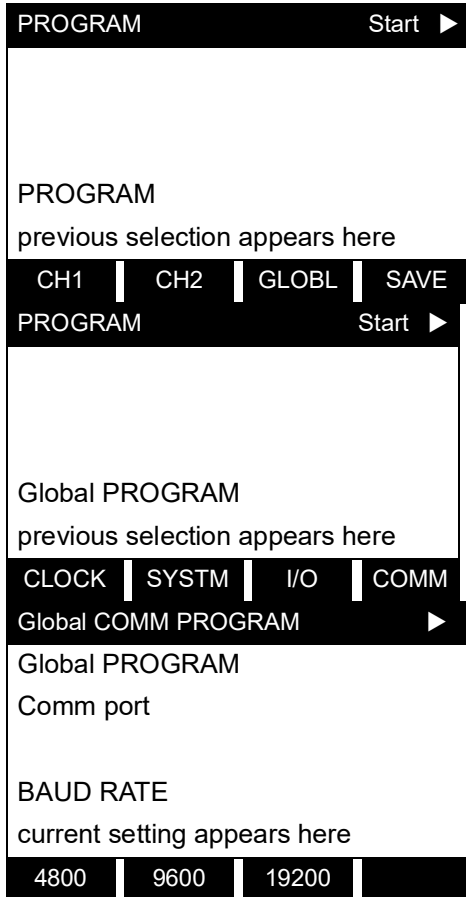 PROGRAM Start ▶
PROGRAM
previous selection appears here
CH1 CH2 GLOBL SAVE
PROGRAM Start ▶
Global PROGRAM
previous selection appears here
CLOCK SYSTM I/O COMM
Global COMM PROGRAM ▶
Global PROGRAM
Comm port
BAUD RATE
current setting appears here
4800 9600 19200